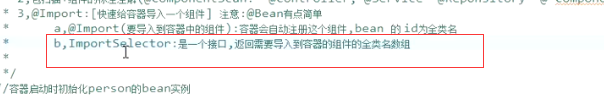 * 3,@Import:[快速给容器导入一个组件] 注意:@Bean有点简单
* a,@Import(要导入到容器中的组件):容器会自动注册这个组件,bean 的 id为全类名
* b,ImportSelector:是一个接口,返回需要导入到容器的组件的全类名数组
*
*/
//容器启动时初始化person的bean实例